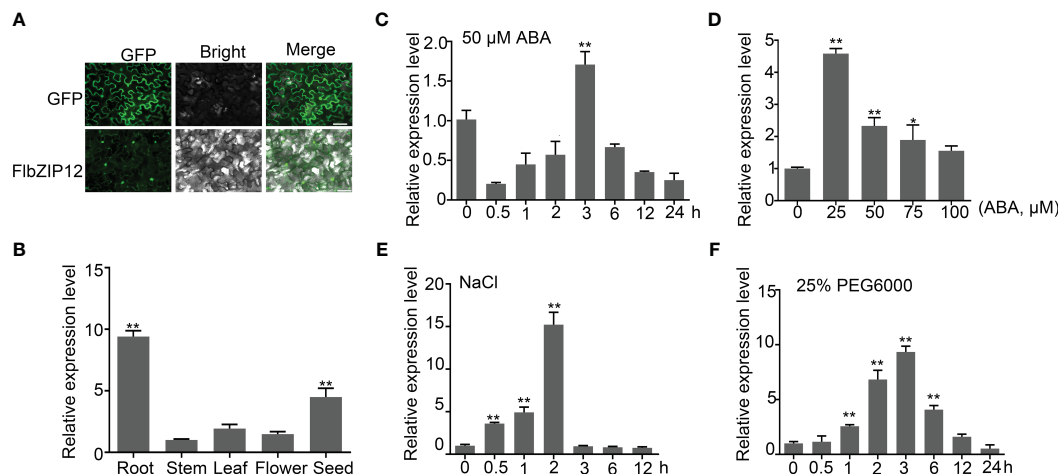 A
GFP Bright Merge
GFP
FlbZIP12
B
Relative expression level
15
10
5
0
**
**
Root Stem Leaf Flower Seed
C
50 µM ABA
Relative expression level
2.0
1.5
1.0
0.5
0
**
0 0.5 1 2 3 6 12 24 h
D
Relative expression level
5
4
2
1
0
**
**
*
0 25 50 75 100 (ABA, µM)
E
NaCl
Relative expression level
20
15
10
5
0
**
**
**
0 0.5 1 2 3 6 12 h
F
25% PEG6000
Relative expression level
15
10
5
0
**
**
**
**
0 0.5 1 2 3 6 12 24 h